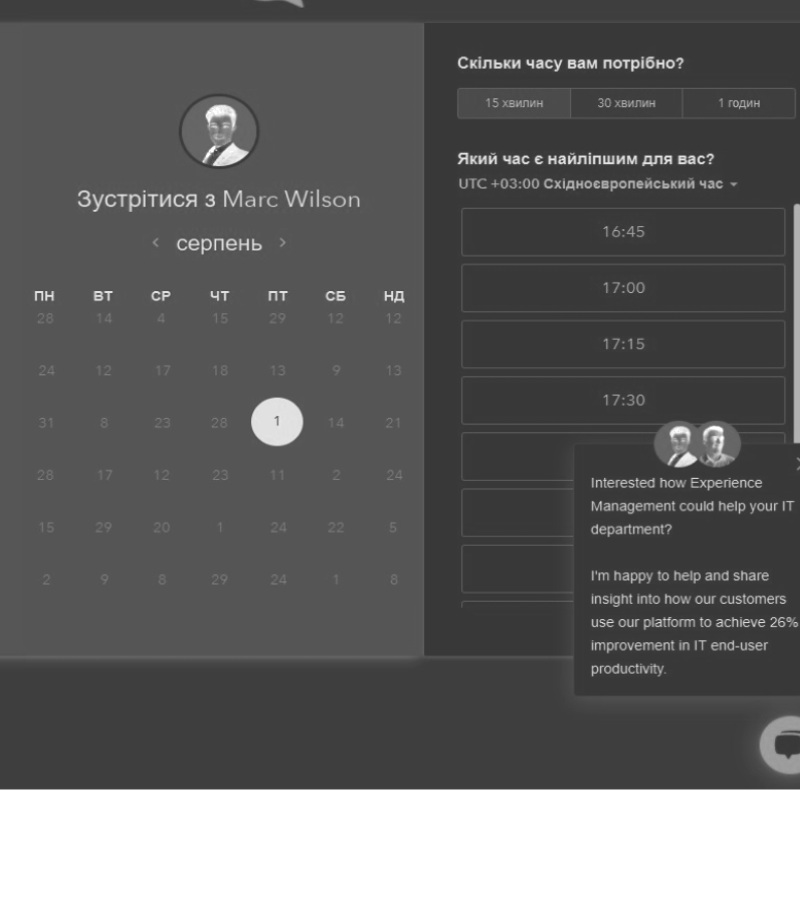 Зустрітися з Marc Wilson
серпень
ПН ВТ СР ЧТ ПТ СБ НД
28 14 4 15 29 12 12
24 12 17 18 13 9 13
31 8 23 28 1 14 21
28 17 12 23 11 2 24
15 29 20 1 24 22 5
2 9 8 29 24 1 8
Скільки часу вам потрібно?
15 хвилин 30 хвилин 1 годин
Який час є найліпшим для вас?
UTC +03:00 Східноєвропейський час
16:45
17:00
17:15
17:30
Interested how Experience
Management could help your IT
department?
I'm happy to help and share
insight into how our customers
use our platform to achieve 26%
improvement in IT end-user
productivity.